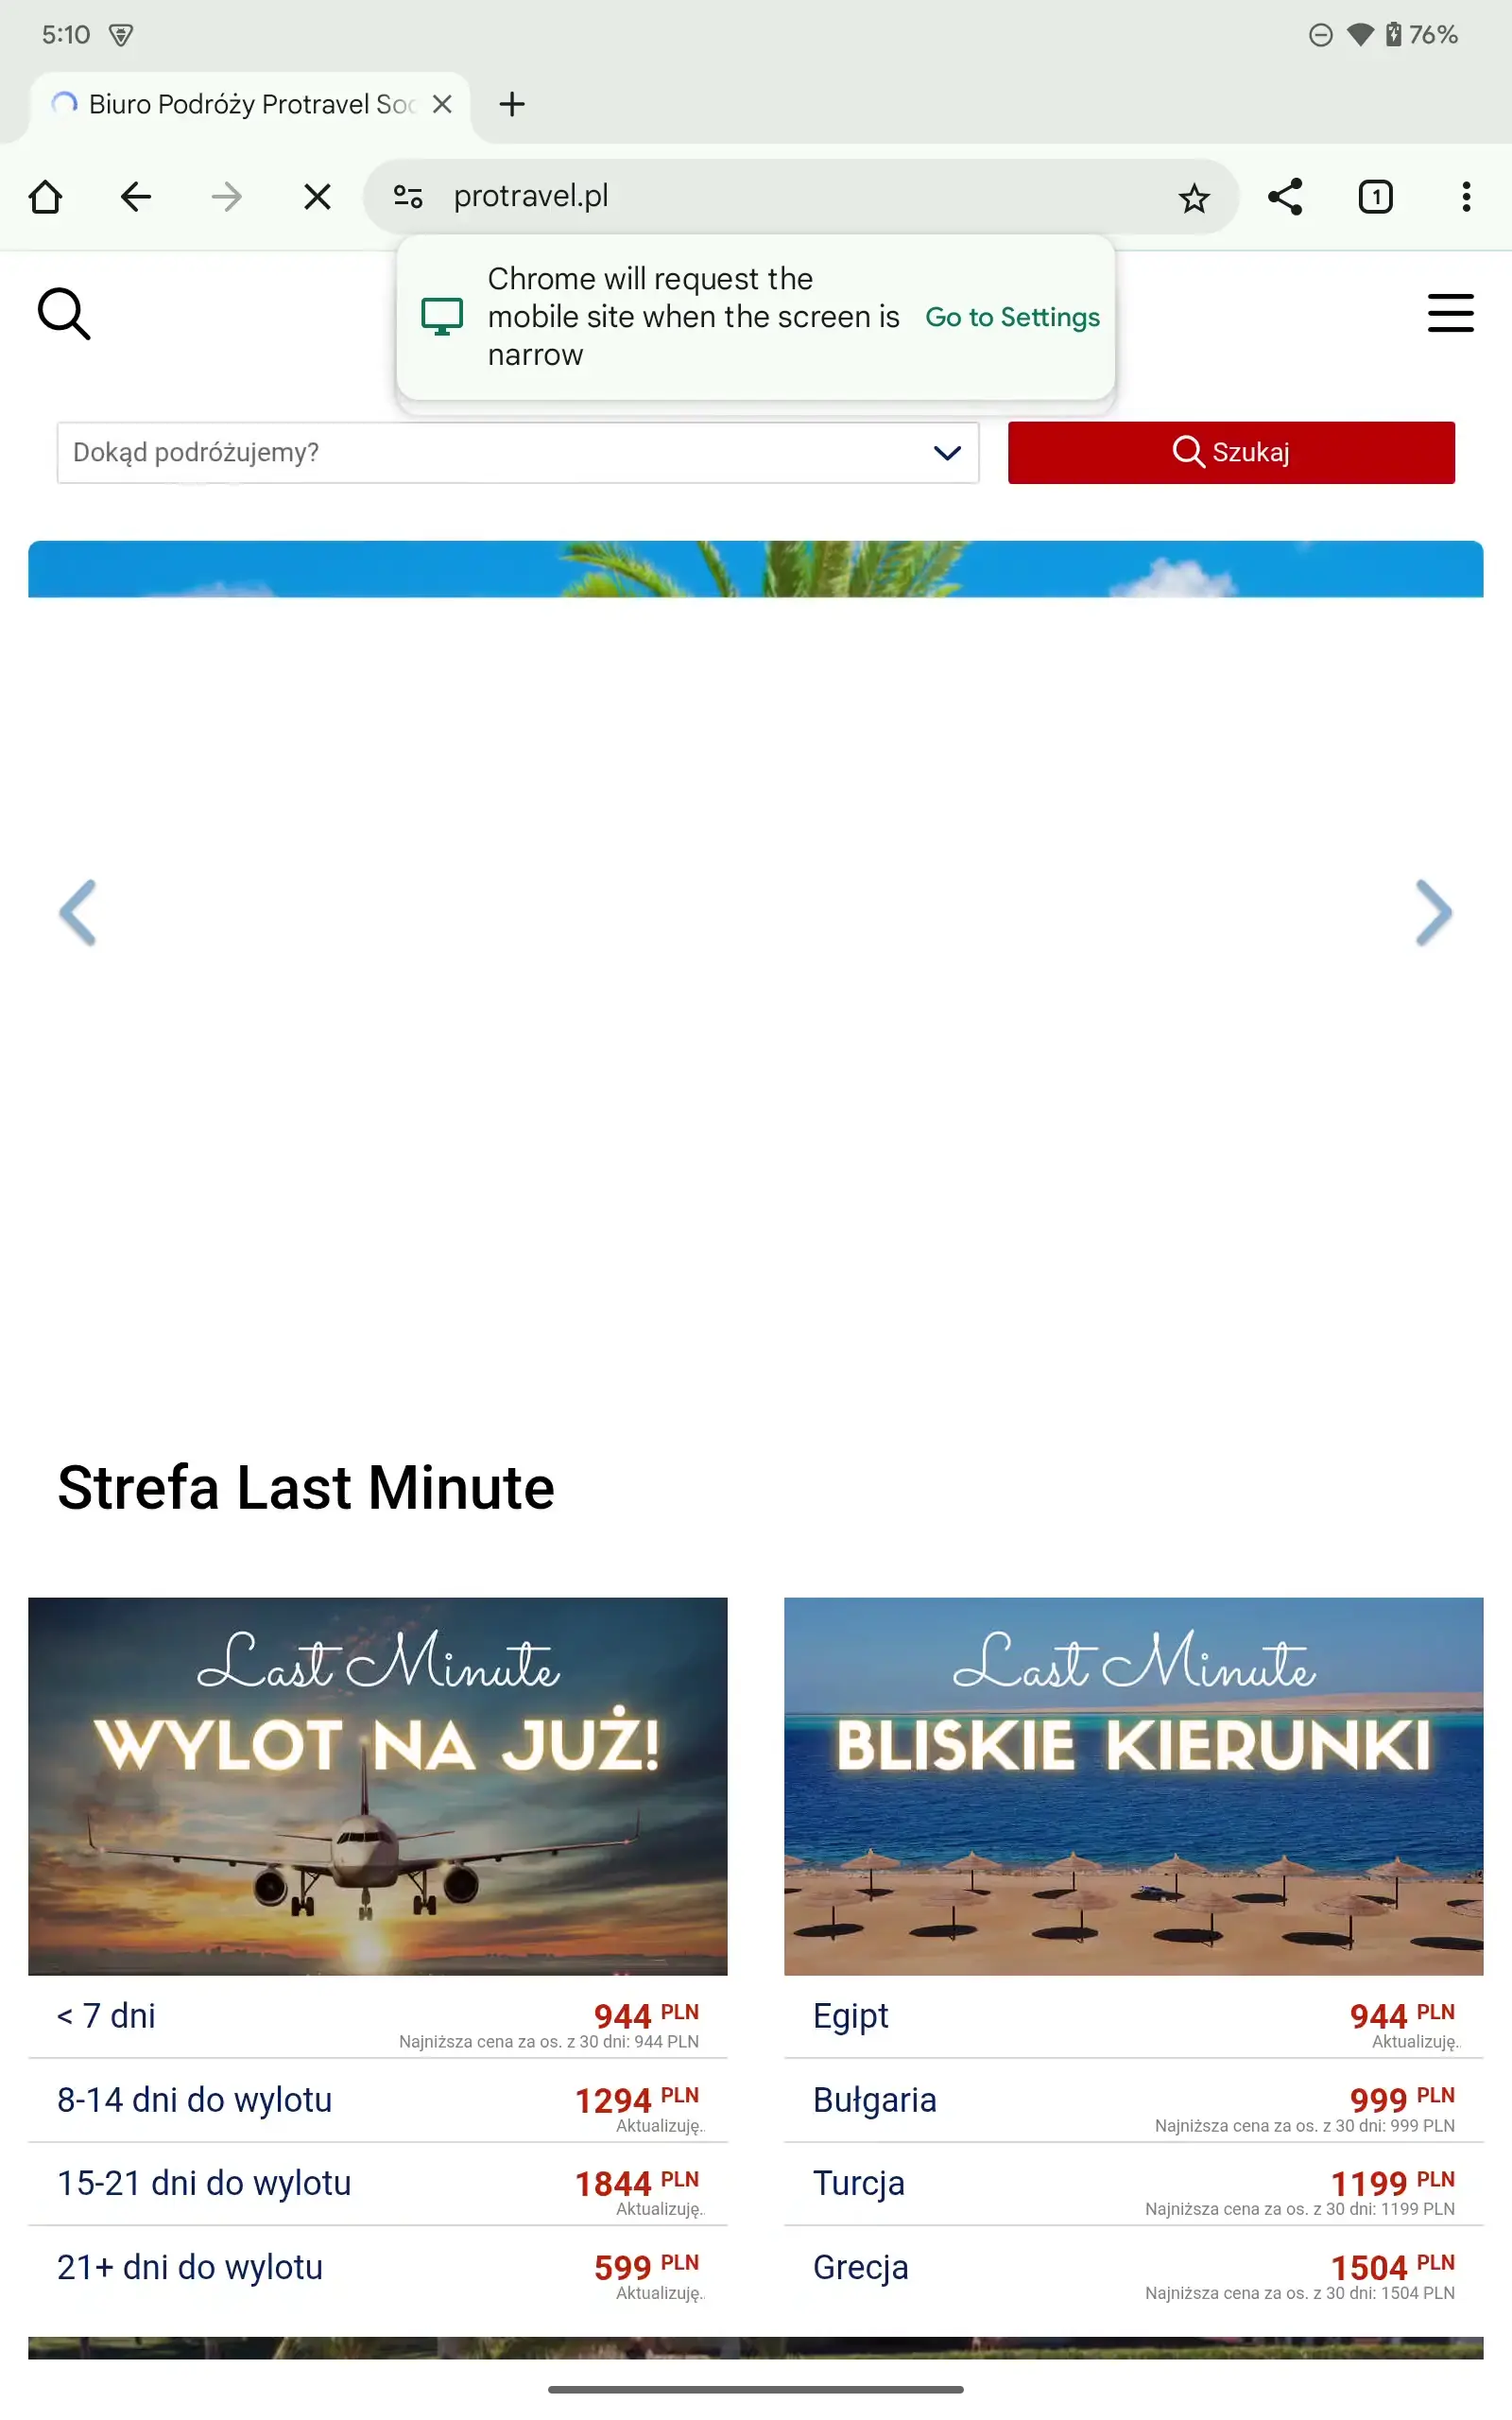 5:10
76%
Biuro Podróży Protravel Soc
protravel.pl
1
Chrome will request the
mobile site when the screen is
narrow
Go to Settings
Dokąd podróżujemy?
Szukaj
Strefa Last Minute
Last Minute
WYLOT NA JUŻ!
< 7 dni
944 PLN
Najniższa cena za os. z 30 dni: 944 PLN
8-14 dni do wylotu
1294 PLN
Aktualizuję..
15-21 dni do wylotu
1844 PLN
Aktualizuję..
21+ dni do wylotu
599 PLN
Aktualizuję..
Last Minute
BLISKIE KIERUNKI
Egipt
944 PLN
Aktualizuję..
Bułgaria
999 PLN
Najniższa cena za os. z 30 dni: 999 PLN
Turcja
1199 PLN
Najniższa cena za os. z 30 dni: 1199 PLN
Grecja
1504 PLN
Najniższa cena za os. z 30 dni: 1504 PLN